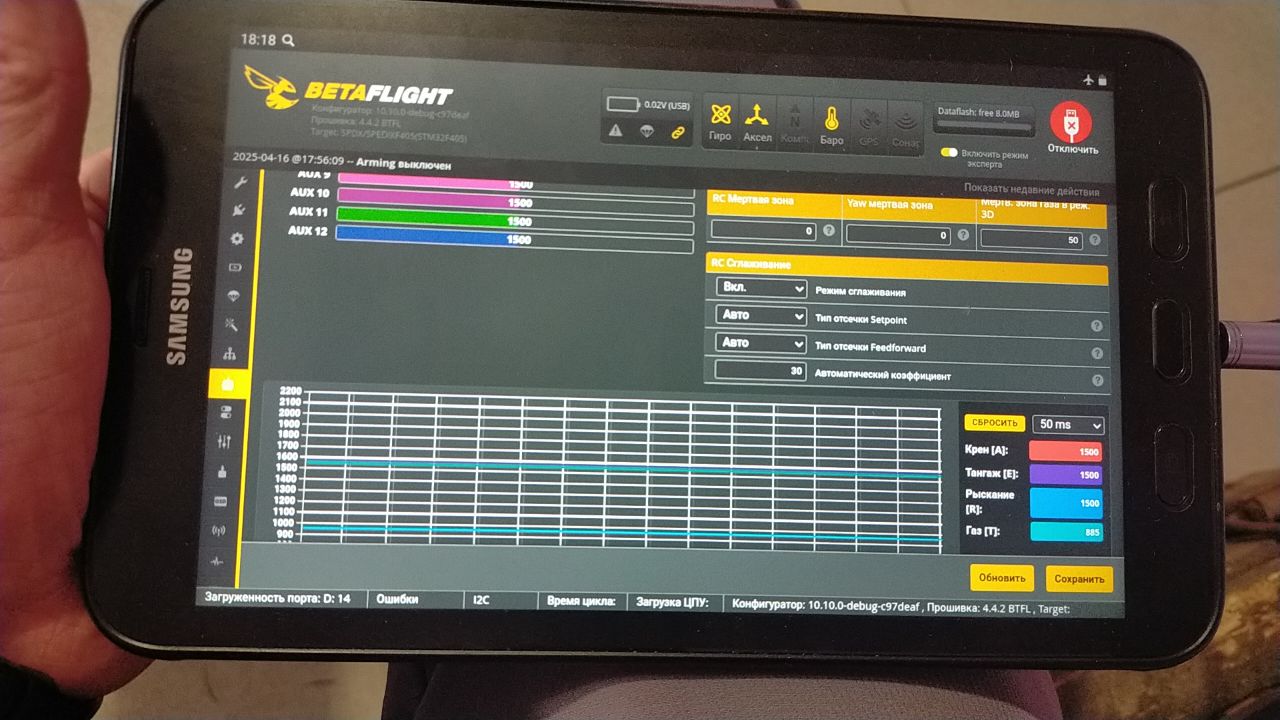 18:18
BETAFLIGHT
Конфигуратор: 10.10.0-debug-c97deaf
Прошивка: 4.4.2 BTFL
0.02V (USB)
Гиро
Аксел
Комп
Баро
GPS
Сонар
Dataflash: free 8.0MB
Включить режим эксперта
Отключить
2025-04-16 @17:56:09 -- Arming выключен
Показать недавние действия
SAMSUNG
AUX 9 1500
AUX 10 1500
AUX 11 1500
AUX 12 1500
RC Мертвая зона
Yaw мертвая зона
Мертв. зона газа в реж. 3D
0
0
50
RC Сглаживание
Вкл. Режим сглаживания
Авто Тип отсечки Setpoint
Авто Тип отсечки Feedforward
30 Автоматический коэффициент
2200
2100
2000
1900
1800
1700
1600
1500
1400
1300
1200
1100
1000
900
СБРОСИТЬ
50 ms
Крен [A]: 1500
Тангаж [E]: 1500
Рыскание [R]: 1500
Газ [T]: 885
Обновить
Сохранить
Загруженность порта: D: 14
Ошибки
I2C
Время цикла:
Загрузка ЦПУ:
Конфигуратор: 10.10.0-debug-c97deaf , Прошивка: 4.4.2 BTFL , Target: